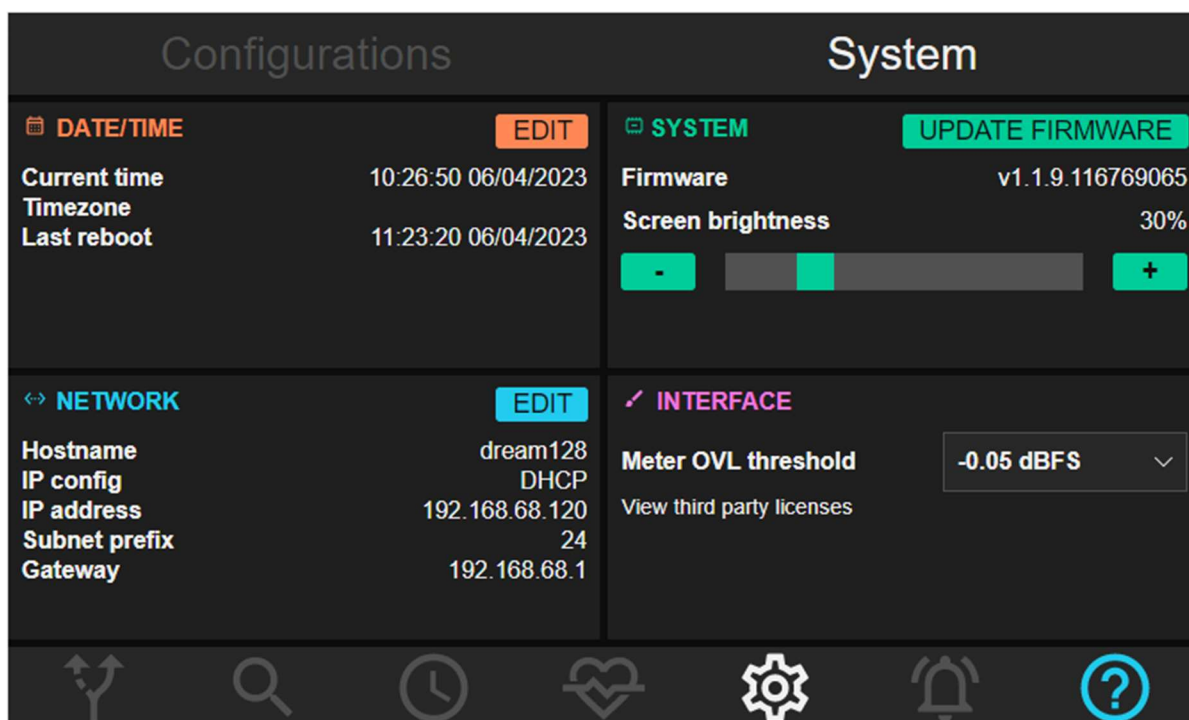 Configurations System
DATE/TIME EDIT
Current time 10:26:50 06/04/2023
Timezone
Last reboot 11:23:20 06/04/2023
SYSTEM UPDATE FIRMWARE
Firmware v1.1.9.116769065
Screen brightness 30%
- +
NETWORK EDIT
Hostname dream128
IP config DHCP
IP address 192.168.68.120
Subnet prefix 24
Gateway 192.168.68.1
INTERFACE
Meter OVL threshold -0.05 dBFS
View third party licenses
?